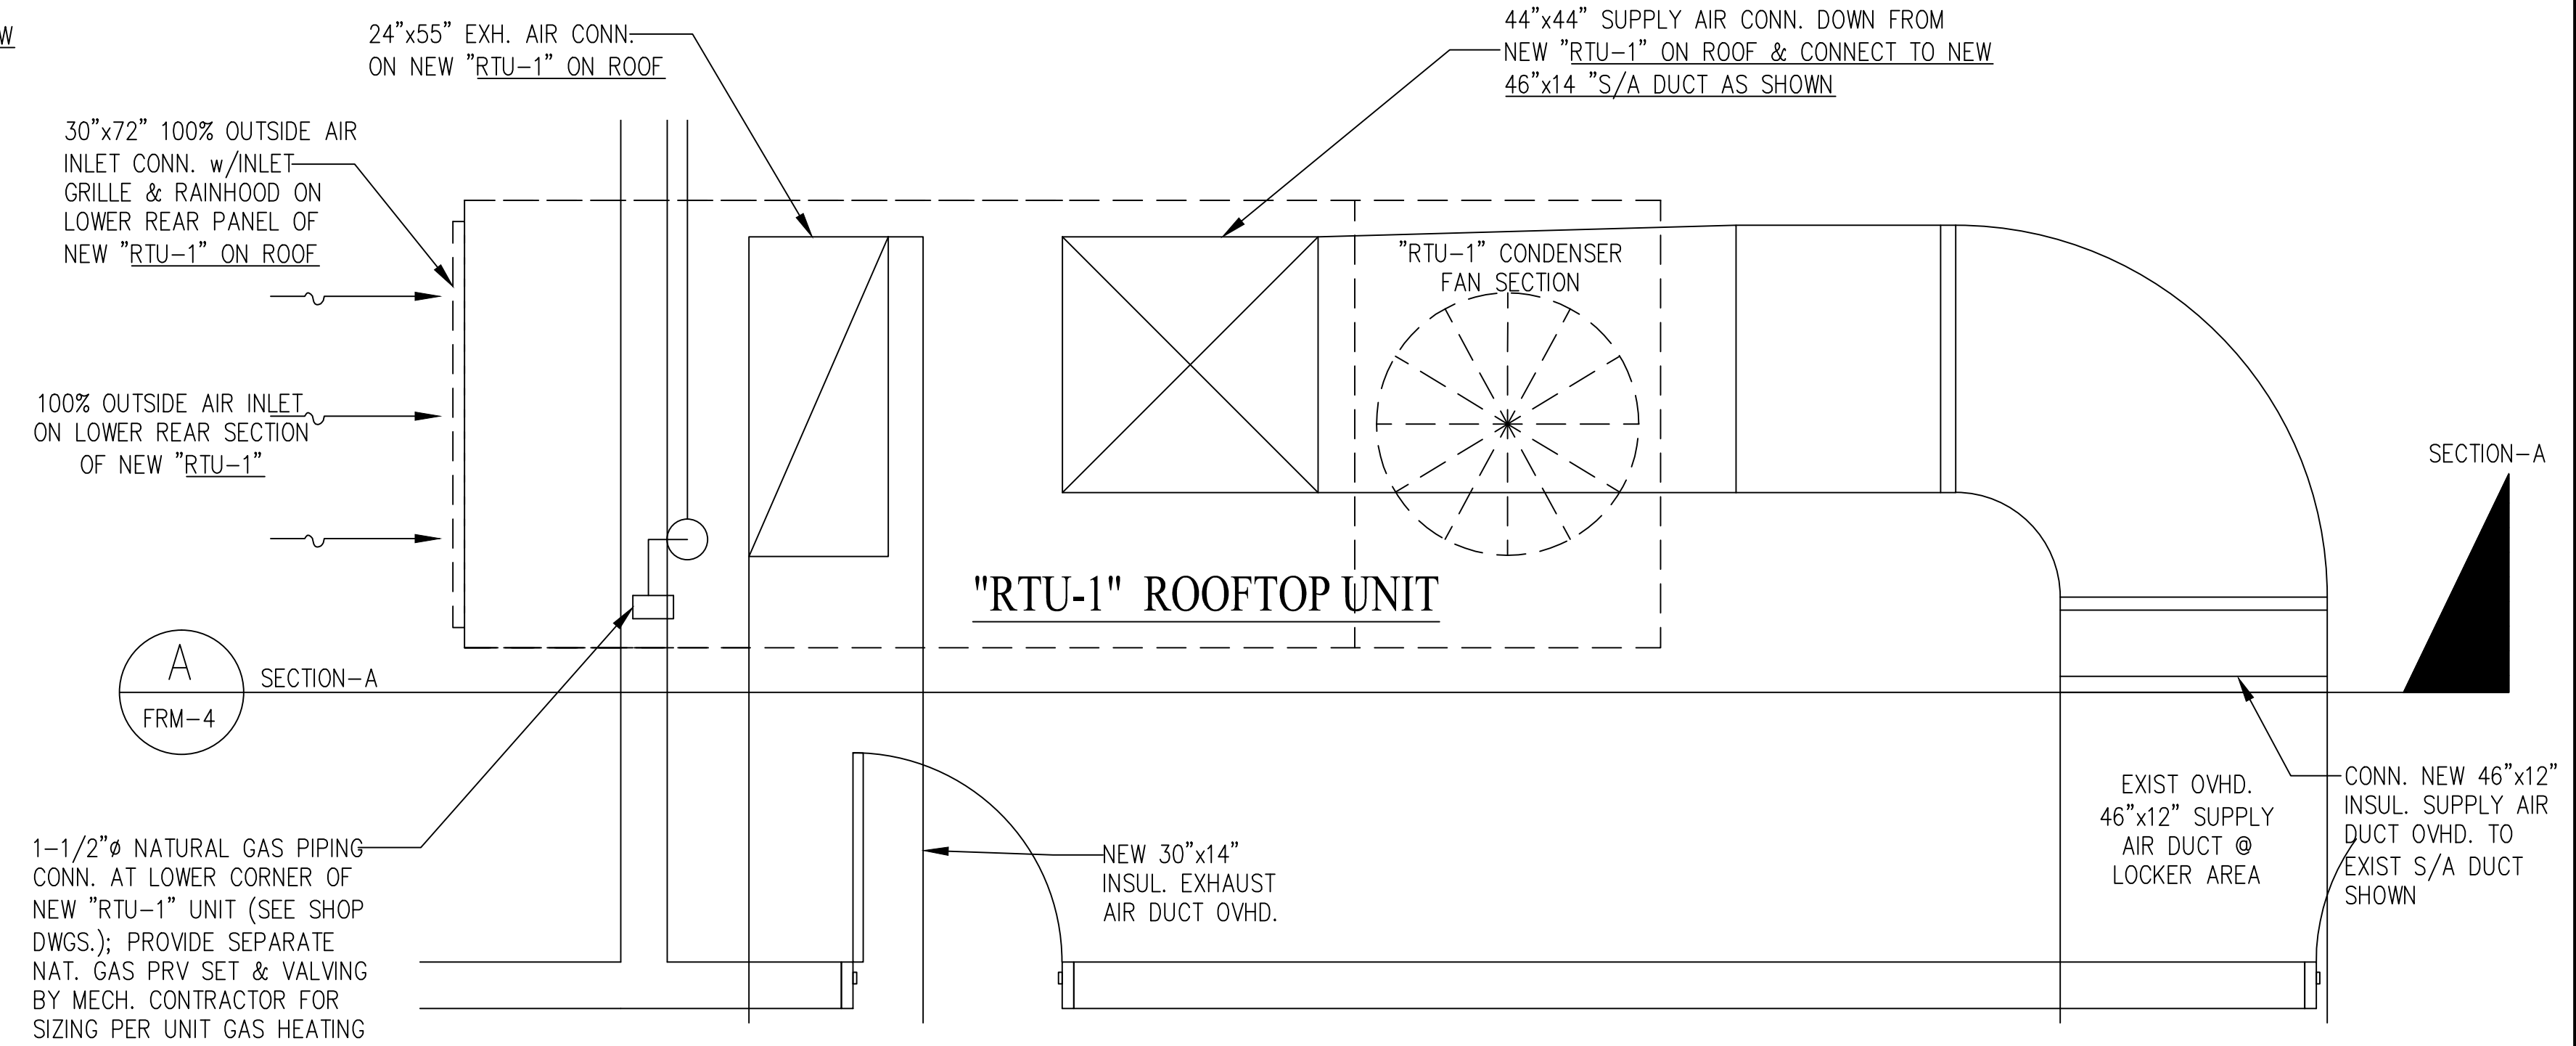 W
24"x55" EXH. AIR CONN.
ON NEW "RTU-1" ON ROOF
44"x44" SUPPLY AIR CONN. DOWN FROM
NEW "RTU-1" ON ROOF & CONNECT TO NEW
46"x14 "S/A DUCT AS SHOWN
30"x72" 100% OUTSIDE AIR
INLET CONN. w/INLET
GRILLE & RAINHOOD ON
LOWER REAR PANEL OF
NEW "RTU-1" ON ROOF
"RTU-1" CONDENSER
FAN SECTION
100% OUTSIDE AIR INLET
ON LOWER REAR SECTION
OF NEW "RTU-1"
SECTION-A
"RTU-1" ROOFTOP UNIT
A
FRM-4
SECTION-A
EXIST OVHD.
46"x12" SUPPLY
AIR DUCT @
LOCKER AREA
CONN. NEW 46"x12"
INSUL. SUPPLY AIR
DUCT OVHD. TO
EXIST S/A DUCT
SHOWN
1-1/2"ø NATURAL GAS PIPING
CONN. AT LOWER CORNER OF
NEW "RTU-1" UNIT (SEE SHOP
DWGS.); PROVIDE SEPARATE
NAT. GAS PRV SET & VALVING
BY MECH. CONTRACTOR FOR
SIZING PER UNIT GAS HEATING
NEW 30"x14"
INSUL. EXHAUST
AIR DUCT OVHD.